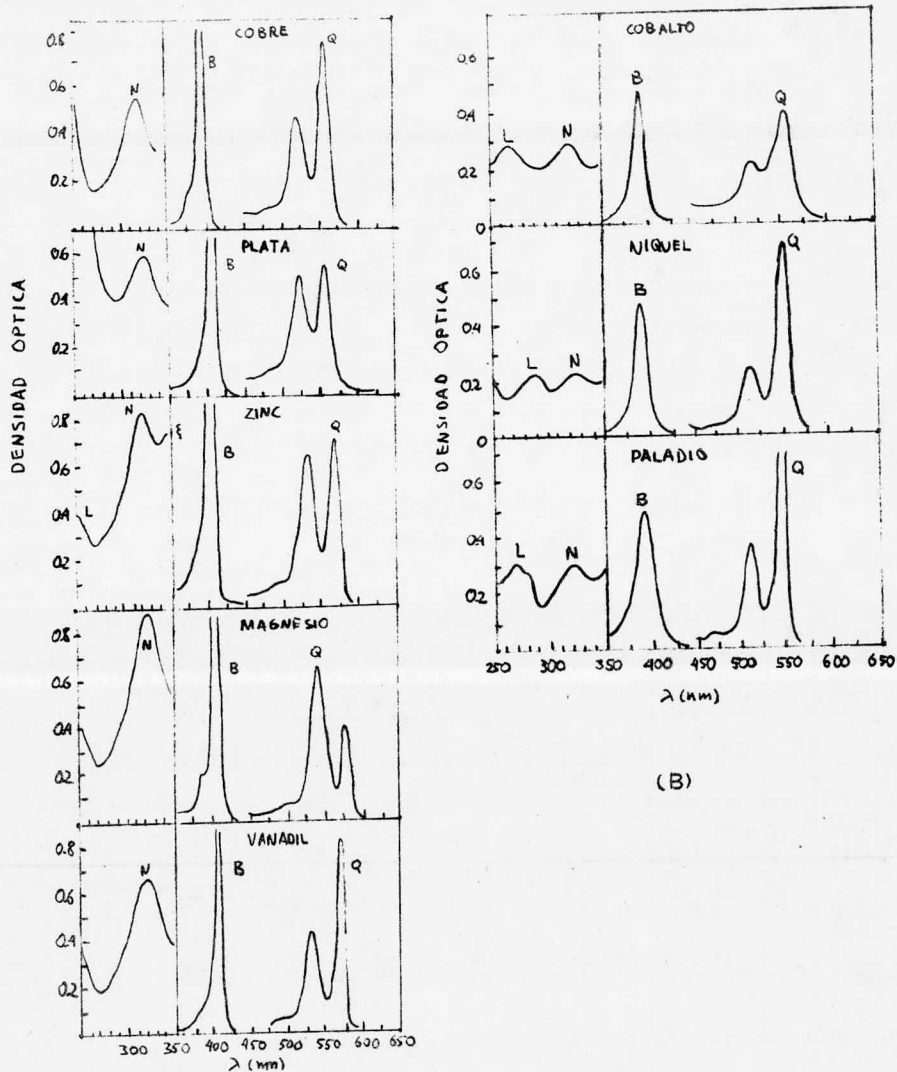 COBRE
0.8
0.6
0.4
0.2
N
B
Q
PLATA
0.6
0.4
0.2
N
B
Q
ZINC
0.8
0.6
0.4
0.2
L
N
B
Q
MAGNESIO
0.8
0.6
0.4
0.2
N
B
Q
VANADIL
0.8
0.6
0.4
0.2
N
B
Q
300 350 400 450 500 550 600 650
λ (nm)
DENSIDAD OPTICA
COBALTO
0.6
0.4
0.2
0
L
N
B
Q
NIQUEL
0.4
0.2
0
L
N
B
Q
PALADIO
0.6
0.4
0.2
L
N
B
Q
250 300 350 400 450 500 550 600 650
λ (nm)
DENSIDAD OPTICA
(B)